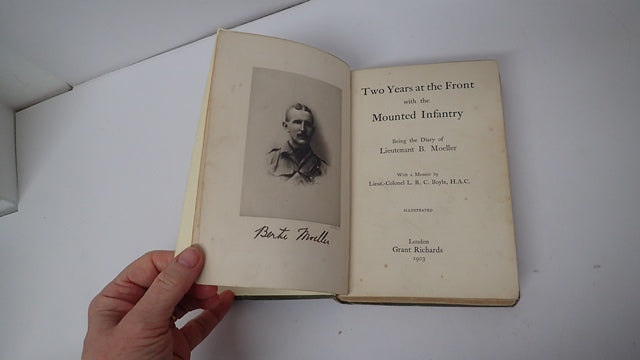 Bertie Moeller
Two Years at the Front
with the
Mounted Infantry
Being the Diary of
Lieutenant B. Moeller
With a Memoir by
Lieut.-Colonel L. R. C. Boyle, H.A.C.
ILLUSTRATED
London
Grant Richards
1903